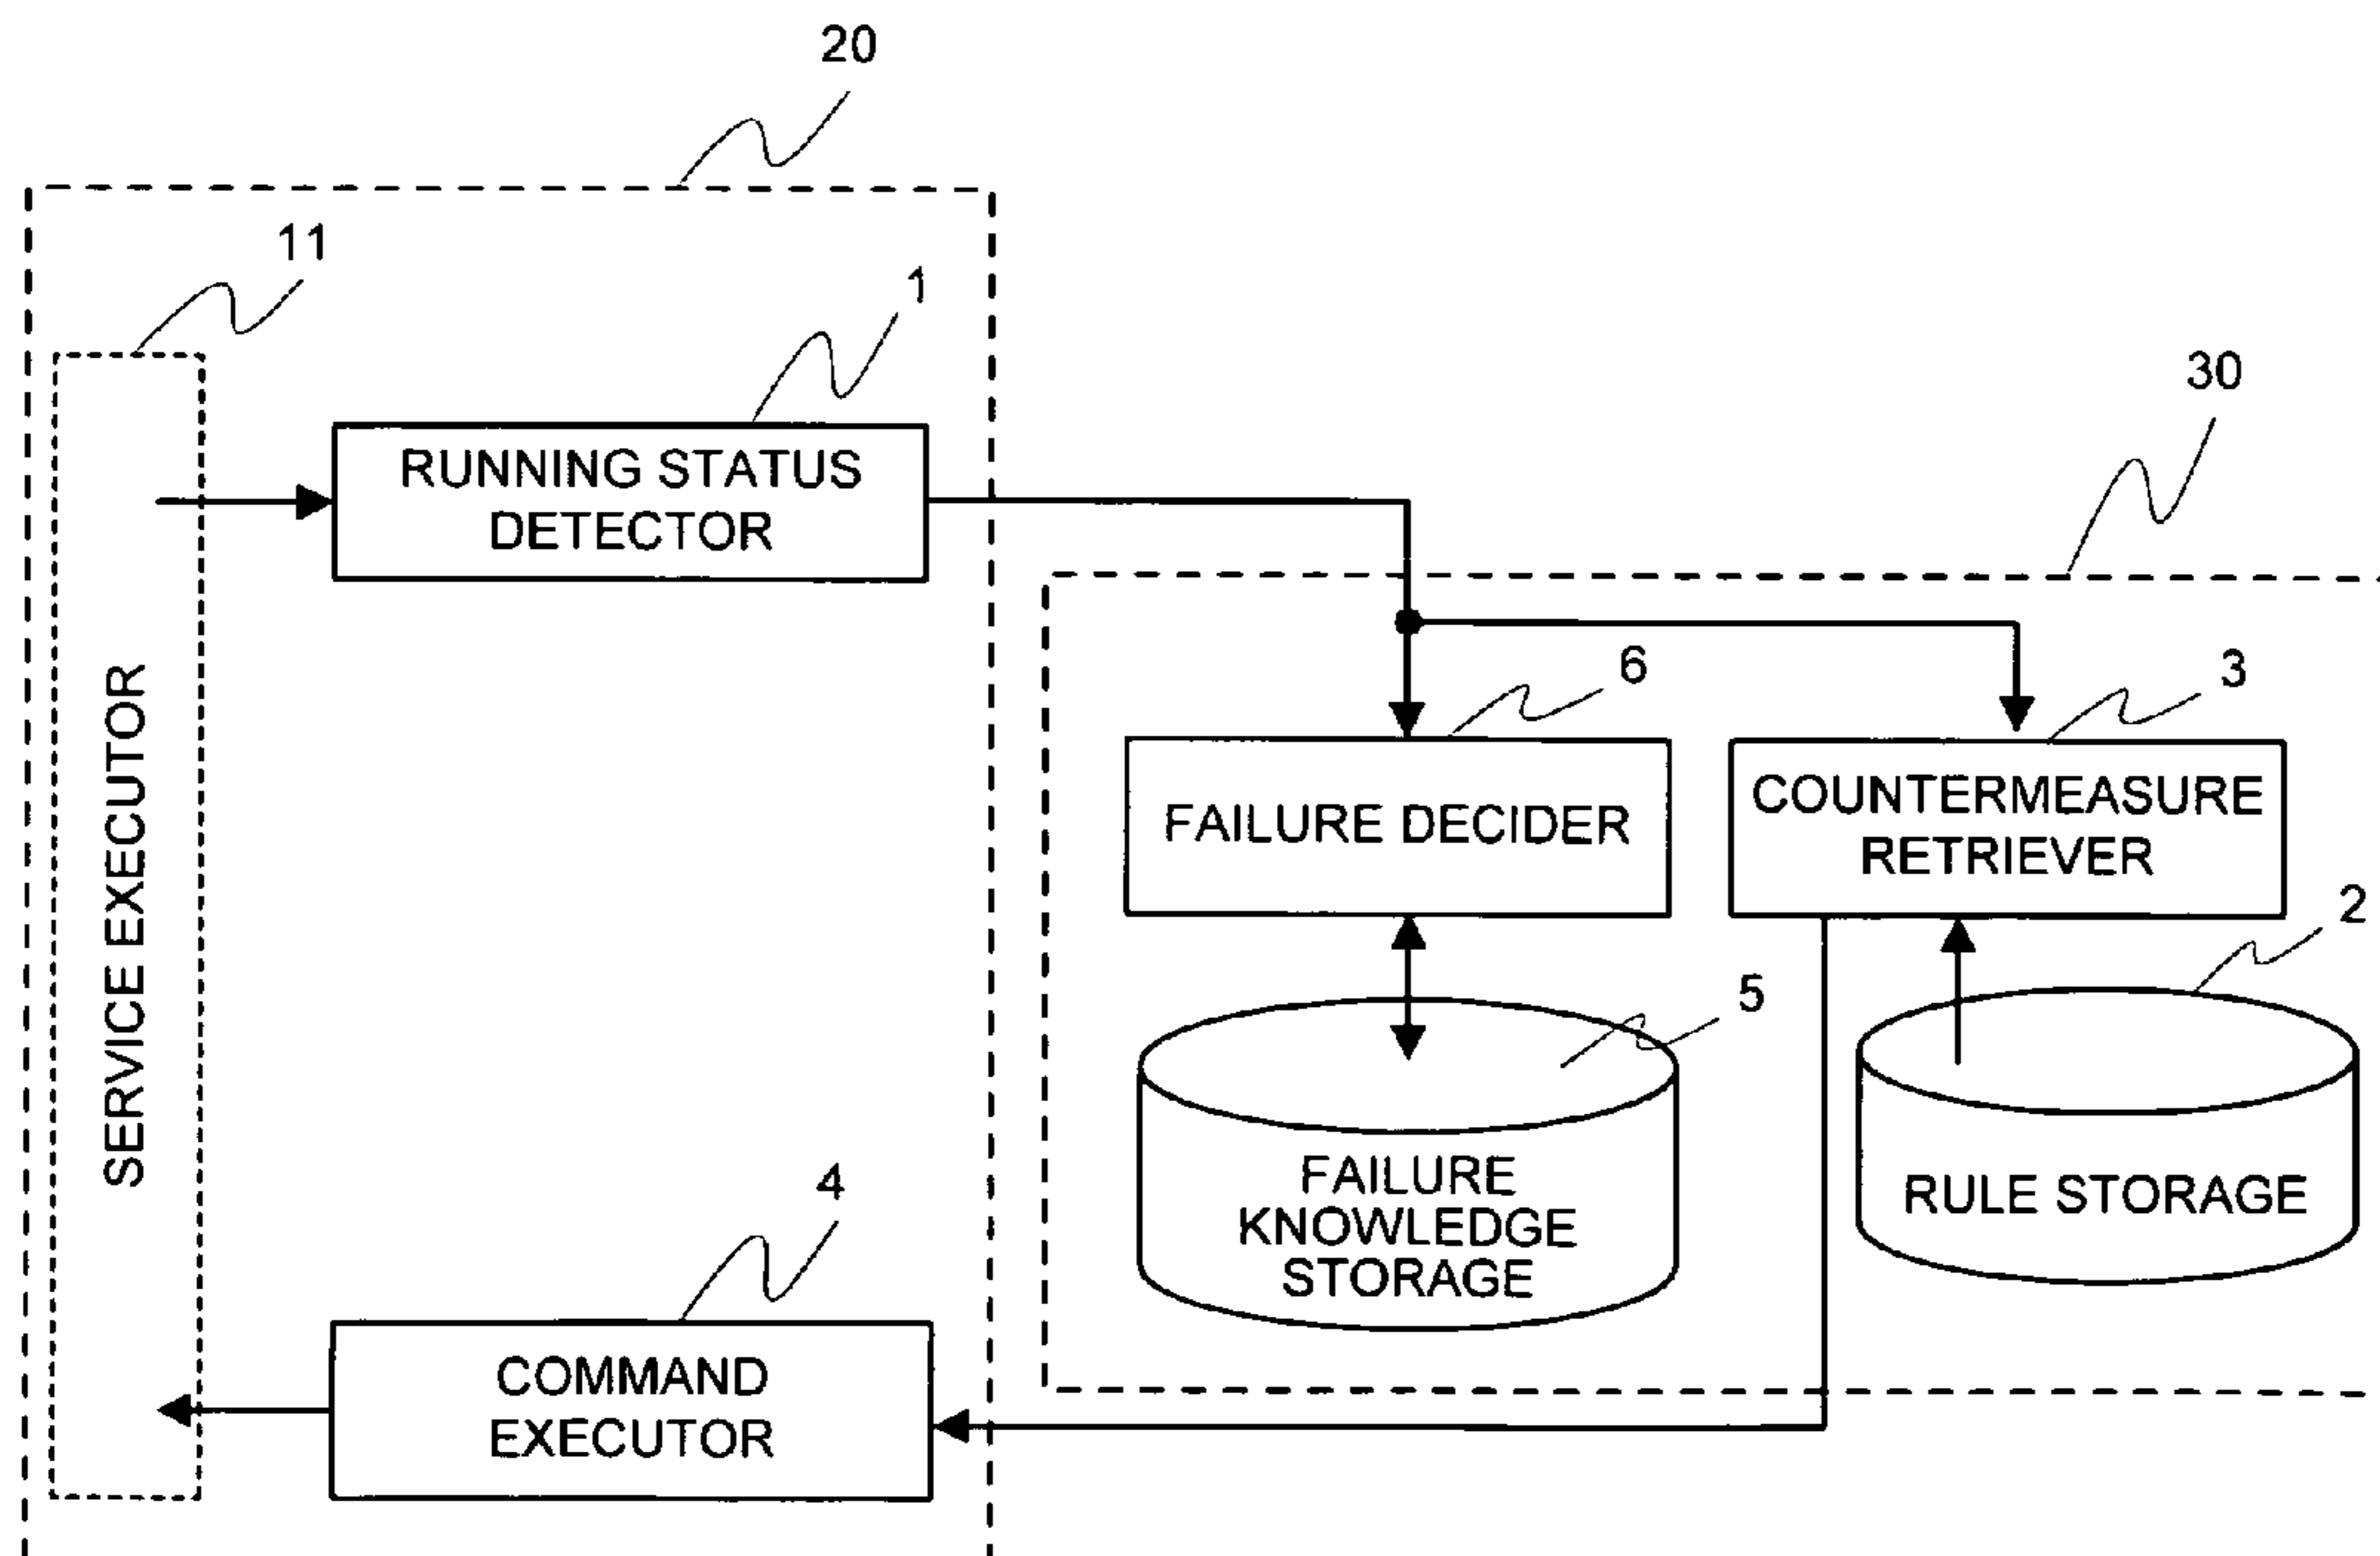 20
11
1
30
RUNNING STATUS
DETECTOR
6
3
SERVICE EXECUTOR
FAILURE DECIDER
COUNTERMEASURE
RETRIEVER
2
5
FAILURE
KNOWLEDGE
STORAGE
RULE STORAGE
4
COMMAND
EXECUTOR